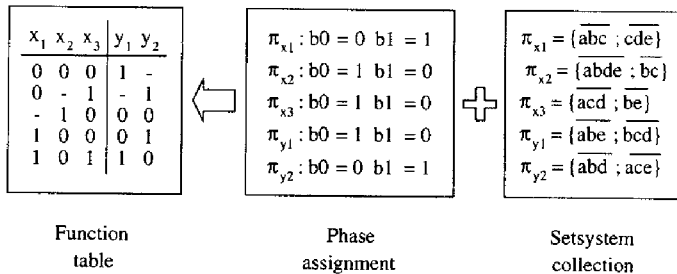 x1 x2 x3 y1 y2
0 0 0 1 -
0 - 1 - 1
- 1 0 0 0
1 0 0 0 1
1 0 1 1 0
Function
table
πx1 : b0 = 0 b1 = 1
πx2 : b0 = 1 b1 = 0
πx3 : b0 = 1 b1 = 0
πy1 : b0 = 1 b1 = 0
πy2 : b0 = 0 b1 = 1
Phase
assignment
πx1 = {abc ; cde}
πx2 = {abde ; bc}
πx3 = {acd ; be}
πy1 = {abe ; bcd}
πy2 = {abd ; ace}
Setsystem
collection